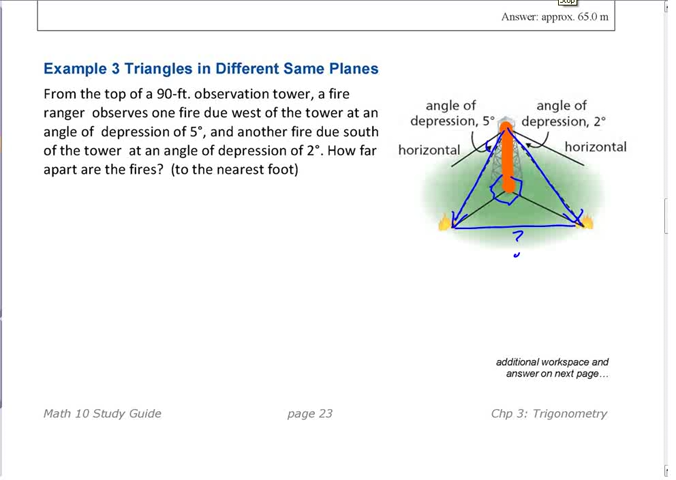 Stop
Answer: approx. 65.0 m
Example 3 Triangles in Different Same Planes
From the top of a 90-ft. observation tower, a fire
ranger observes one fire due west of the tower at an
angle of depression of 5°, and another fire due south
of the tower at an angle of depression of 2°. How far
apart are the fires? (to the nearest foot)
angle of
depression, 5°
angle of
depression, 2°
horizontal
horizontal
?
additional workspace and
answer on next page…
Math 10 Study Guide
page 23
Chp 3: Trigonometry